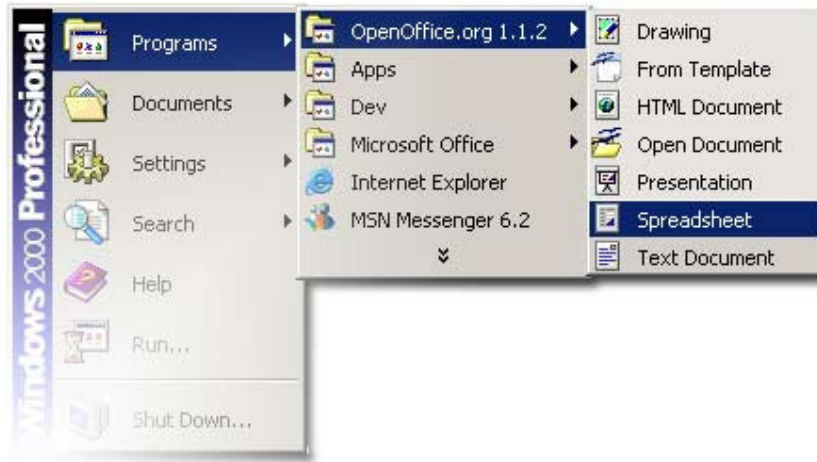 Windows 2000 Professional
Programs
Documents
Settings
Search
Help
Run...
Shut Down...
OpenOffice.org 1.1.2
Apps
Dev
Microsoft Office
Internet Explorer
MSN Messenger 6.2
Drawing
From Template
HTML Document
Open Document
Presentation
Spreadsheet
Text Document